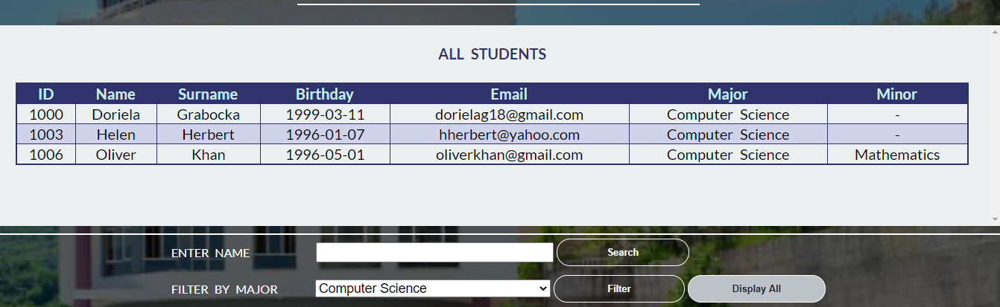 ALL STUDENTS
ID Name Surname Birthday Email Major Minor
1000 Doriela Grabocka 1999-03-11 dorielag18@gmail.com Computer Science -
1003 Helen Herbert 1996-01-07 hherbert@yahoo.com Computer Science -
1006 Oliver Khan 1996-05-01 oliverkhan@gmail.com Computer Science Mathematics
ENTER NAME Search
FILTER BY MAJOR Computer Science Filter Display All